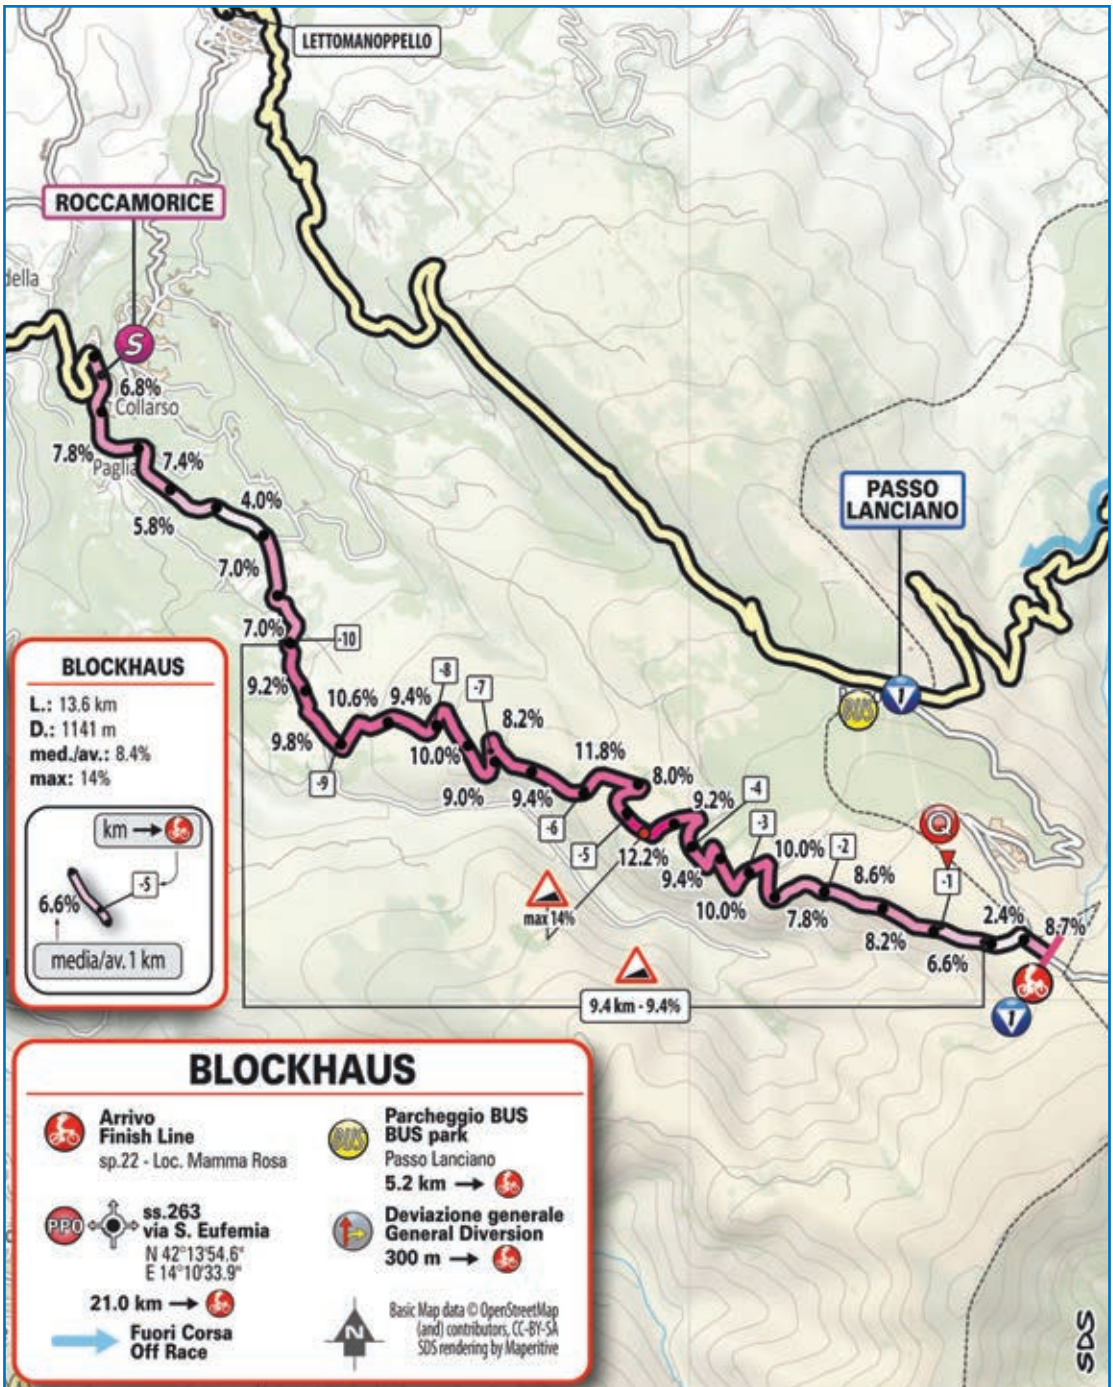 LETTOMANOPPELLO
ROCCAMORICE
della
S
6.8%
Collarso
7.8%
Paglia
7.4%
4.0%
5.8%
PASSO
LANCIANO
7.0%
7.0%
-10
1
BUS
9.2%
10.6%
9.4%
-8
-7
8.2%
9.8%
10.0%
11.8%
-9
9.0%
9.4%
8.0%
-6
9.2%
-4
-5
12.2%
-3
9.4%
10.0%
-2
10.0%
7.8%
8.6%
Q
-1
8.2%
2.4%
8.7%
6.6%
max 14%
9.4 km - 9.4%
1
BLOCKHAUS
L.: 13.6 km
D.: 1141 m
med./av.: 8.4%
max: 14%
km
-5
6.6%
media/av. 1 km
BLOCKHAUS
Arrivo
Finish Line
sp.22 - Loc. Mamma Rosa
PPO
ss.263
via S. Eufemia
N 42°13'54.6"
E 14°10'33.9"
21.0 km
Fuori Corsa
Off Race
BUS
Parcheggio BUS
BUS park
Passo Lanciano
5.2 km
Deviazione generale
General Diversion
300 m
N
Basic Map data © OpenStreetMap
(and) contributors, CC-BY-SA
SDS rendering by Maperitive
SDS